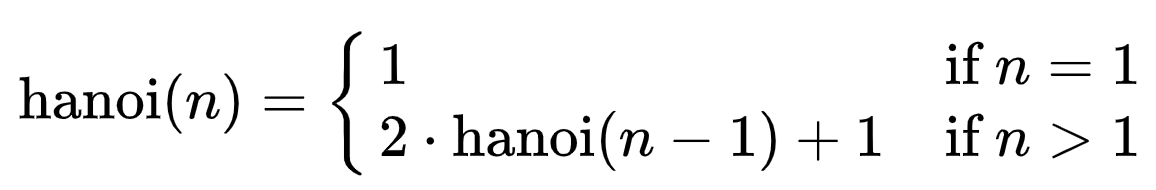 hanoi(n) = { 1 if n = 1
2 · hanoi(n − 1) + 1 if n > 1